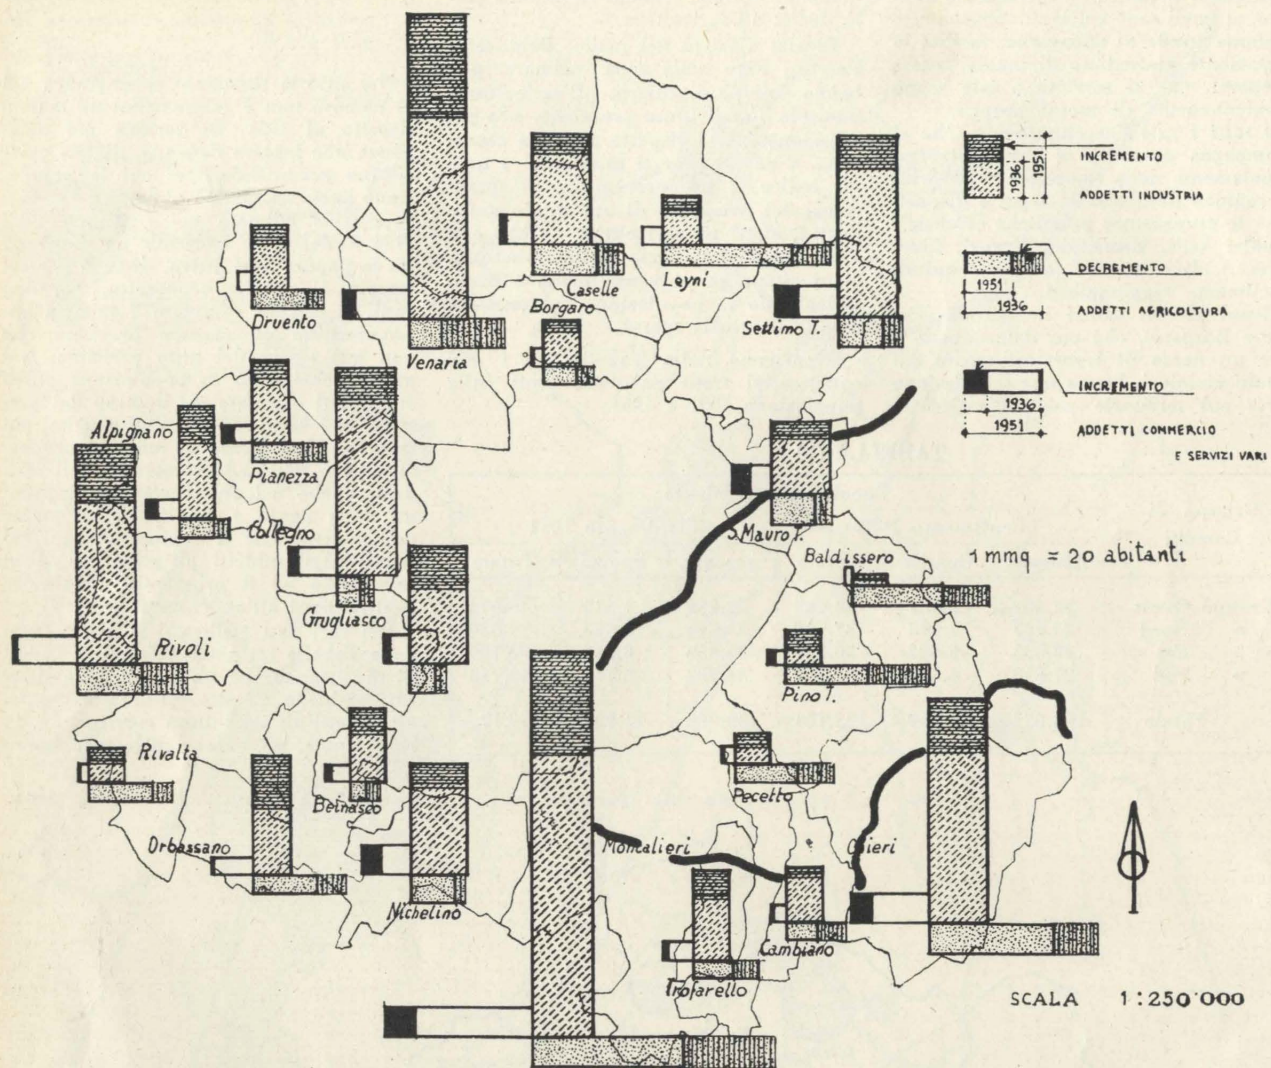 INCREMENTO
1936
1951
ADDETTI INDUSTRIA
DECREMENTO
1951
1936
ADDETTI AGRICOLTURA
INCREMENTO
1936
1951
ADDETTI COMMERCIO
E SERVIZI VARI
1 mmq = 20 abitanti
Caselle
Leyni
Druento
Borgaro
Settimo T.
Venaria
Alpignano
Pianezza
Collegno
S. Mauro T.
Baldissero
Grugliasco
Rivoli
Pino T.
Rivalta
Beinasco
Pecetto
Orbassano
Moncalieri
Chieri
Nichelino
Cambiano
Trofarello
SCALA 1:250 000